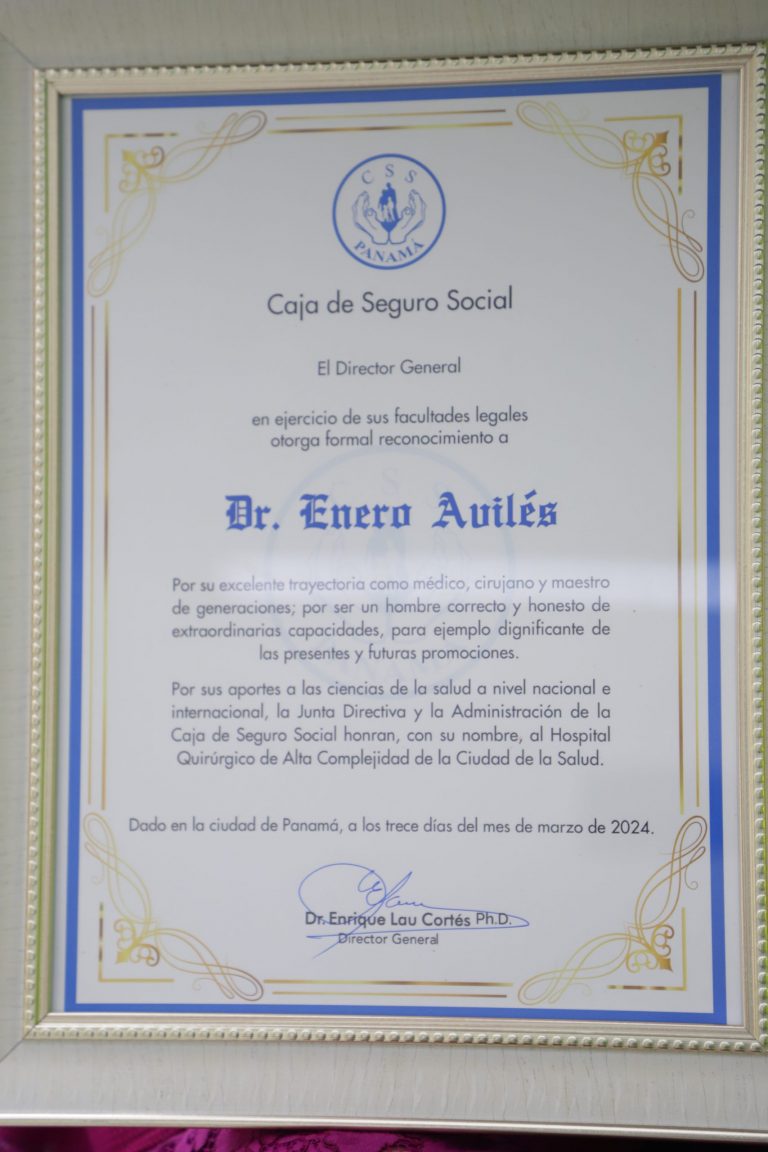 CSS
PANAMÁ
Caja de Seguro Social
El Director General
en ejercicio de sus facultades legales
otorga formal reconocimiento a
Dr. Enero Avilés
Por su excelente trayectoria como médico, cirujano y maestro
de generaciones; por ser un hombre correcto y honesto de
extraordinarias capacidades, para ejemplo dignificante de
las presentes y futuras promociones.
Por sus aportes a las ciencias de la salud a nivel nacional e
internacional, la Junta Directiva y la Administración de la
Caja de Seguro Social honran, con su nombre, al Hospital
Quirúrgico de Alta Complejidad de la Ciudad de la Salud.
Dado en la ciudad de Panamá, a los trece días del mes de marzo de 2024.
Dr. Enrique Lau Cortés Ph.D.
Director General